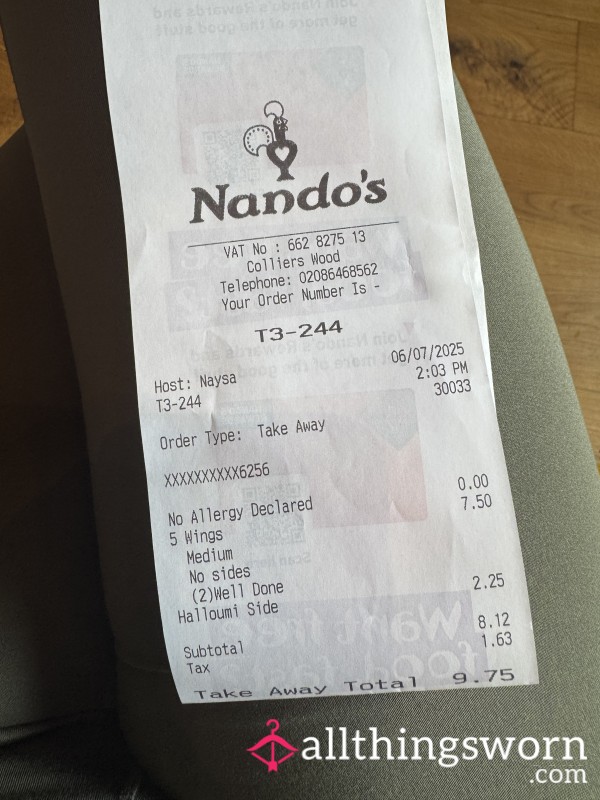 Nando's
VAT No : 662 8275 13
Colliers Wood
Telephone: 02086468562
Your Order Number Is -
T3-244
06/07/2025
Host: Naysa 2:03 PM
T3-244 30033
Order Type: Take Away
XXXXXXXXXX6256
No Allergy Declared 0.00
5 Wings 7.50
Medium
No sides
(2)Well Done
Halloumi Side 2.25
Subtotal 8.12
Tax 1.63
Take Away Total 9.75
allthingsworn
.com